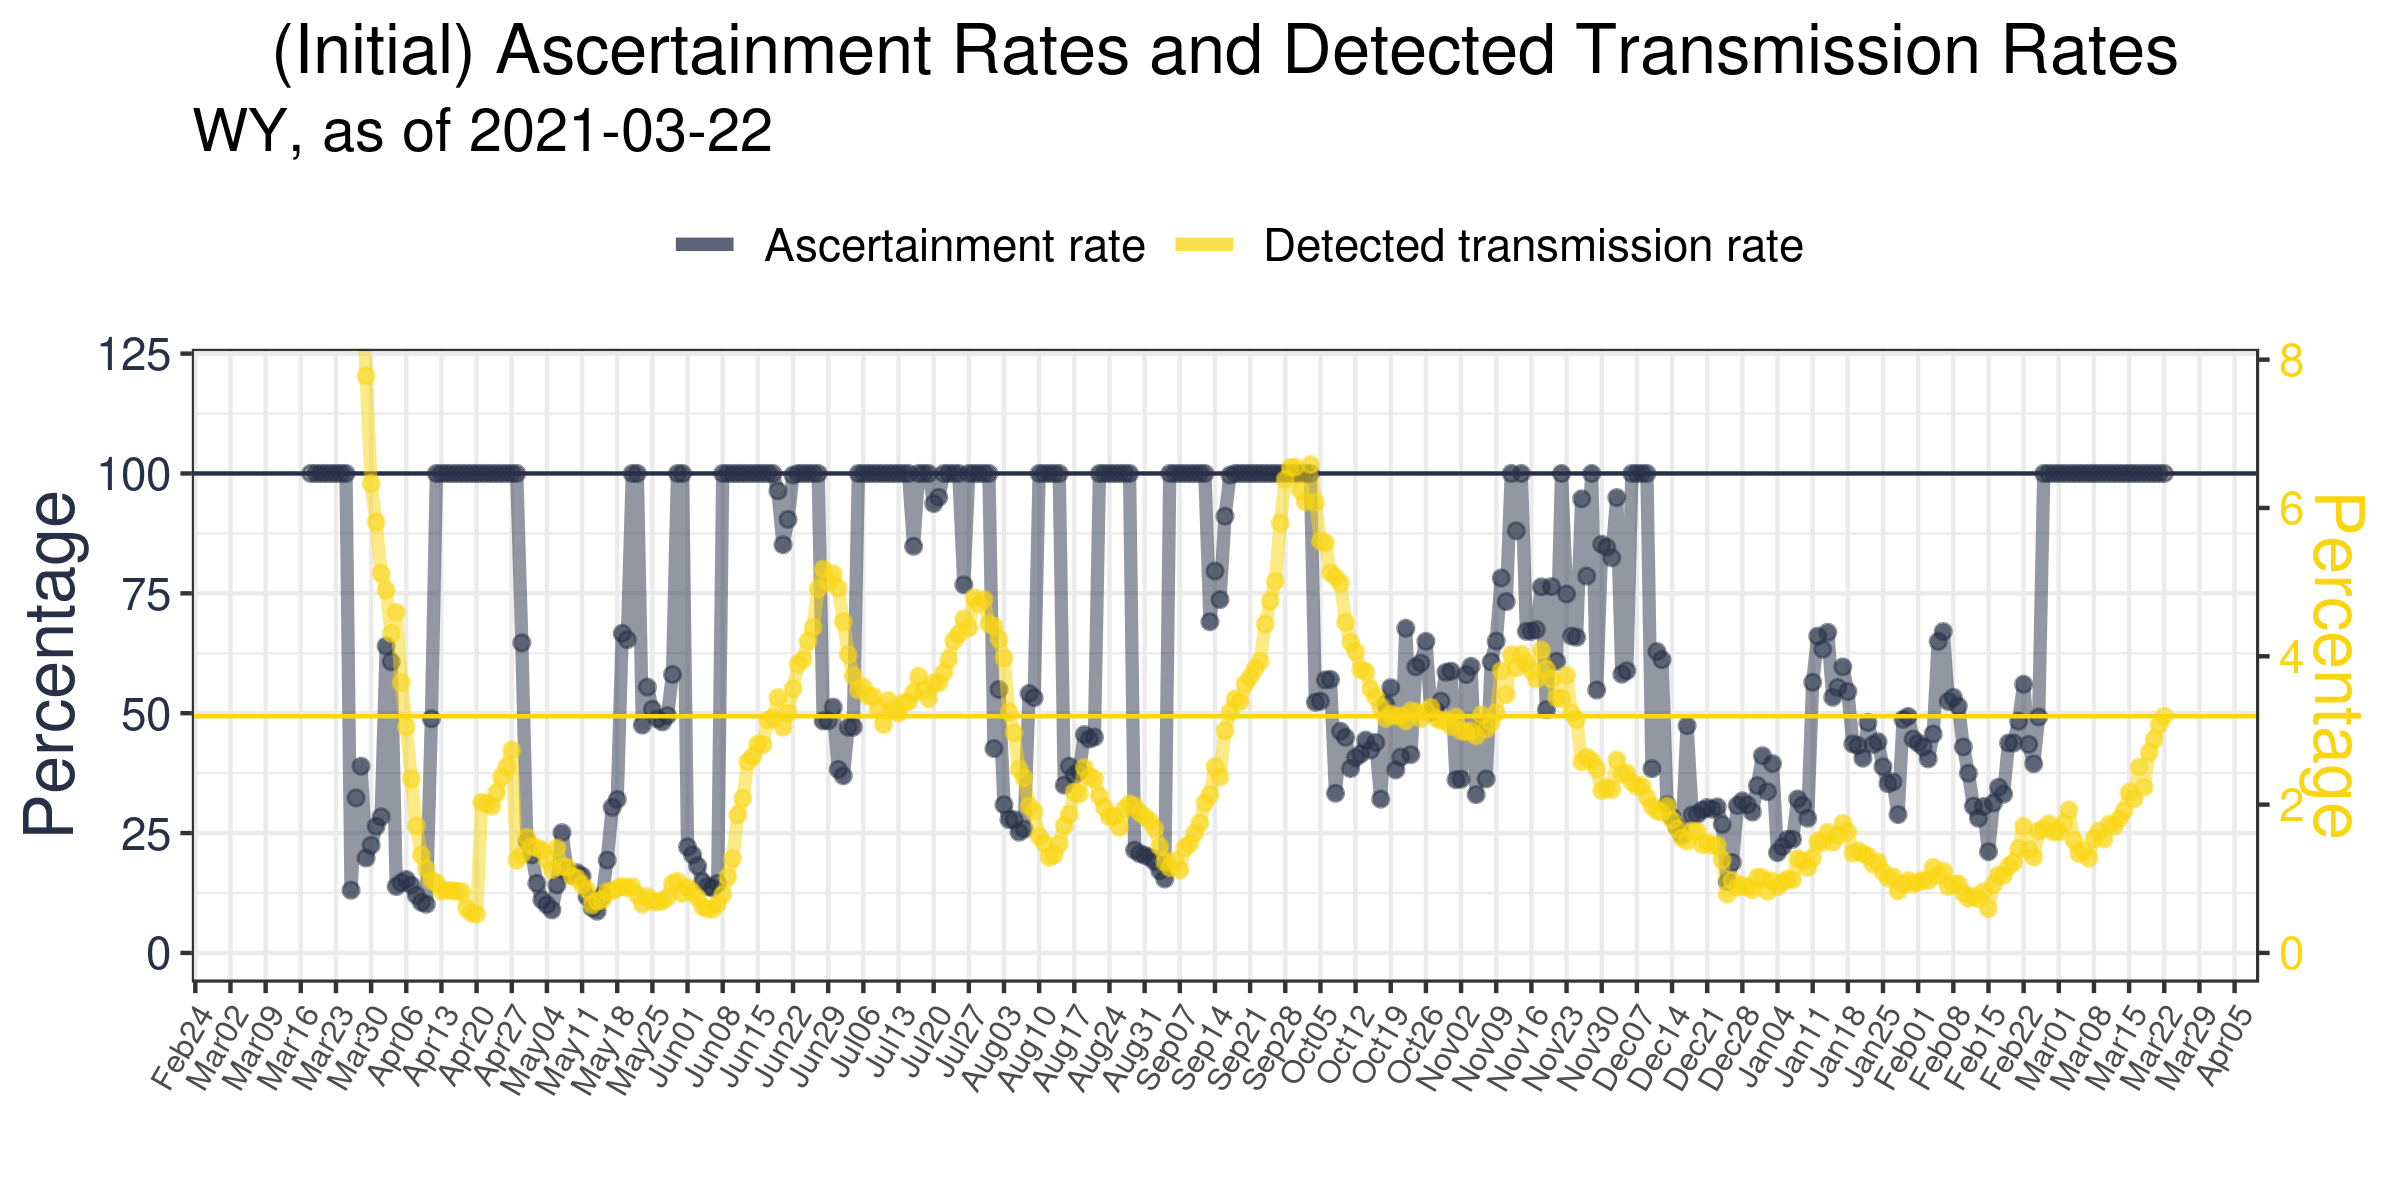 (Initial) Ascertainment Rates and Detected Transmission Rates
WY, as of 2021-03-22
Ascertainment rate
Detected transmission rate
Percentage
125
100
75
50
25
0
8
6
4
2
0
Percentage
Feb24
Mar02
Mar09
Mar16
Mar23
Mar30
Apr06
Apr13
Apr20
Apr27
May04
May11
May18
May25
Jun01
Jun08
Jun15
Jun22
Jun29
Jul06
Jul13
Jul20
Jul27
Aug03
Aug10
Aug17
Aug24
Aug31
Sep07
Sep14
Sep21
Sep28
Oct05
Oct12
Oct19
Oct26
Nov02
Nov09
Nov16
Nov23
Nov30
Dec07
Dec14
Dec21
Dec28
Jan04
Jan11
Jan18
Jan25
Feb01
Feb08
Feb15
Feb22
Mar01
Mar08
Mar15
Mar22
Mar29
Apr05